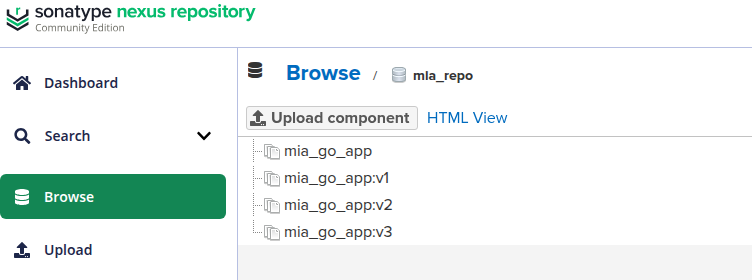 sonatype nexus repository
Community Edition
Dashboard
Search
Browse
Upload
Browse / mla_repo
Upload component HTML View
mia_go_app
mia_go_app:v1
mia_go_app:v2
mia_go_app:v3